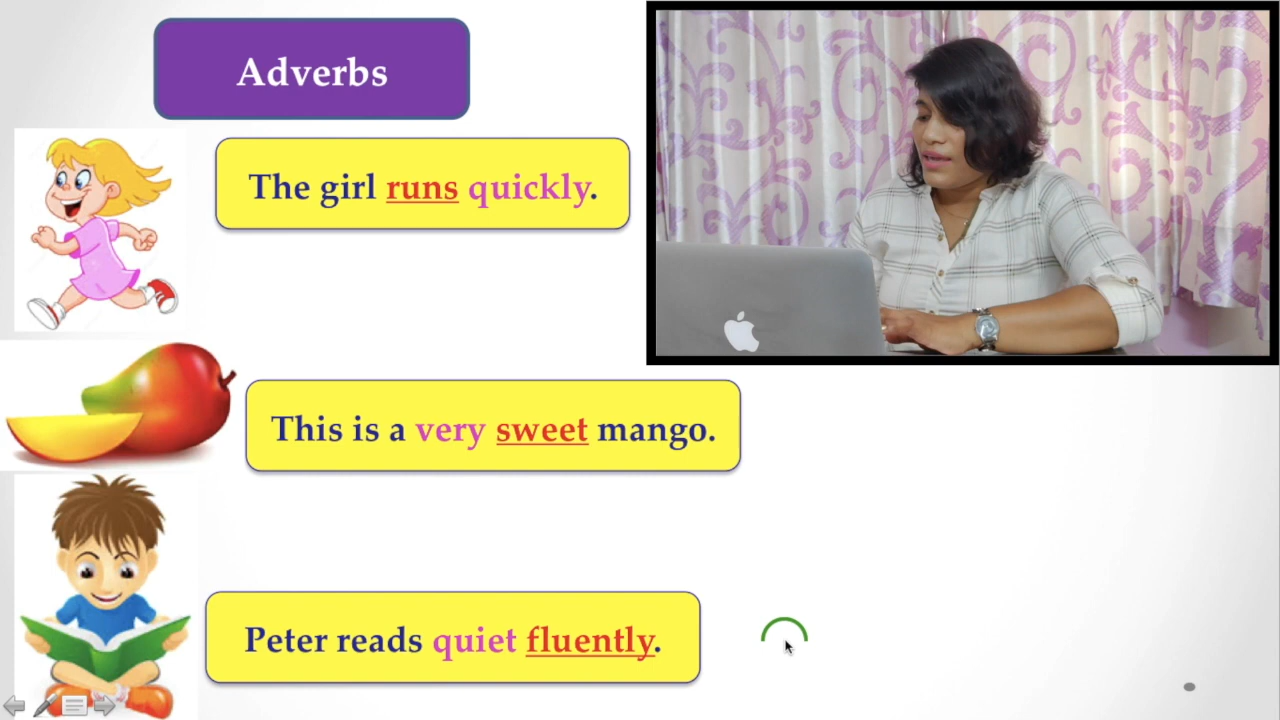 Adverbs
The girl runs quickly.
This is a very sweet mango.
Peter reads quiet fluently.